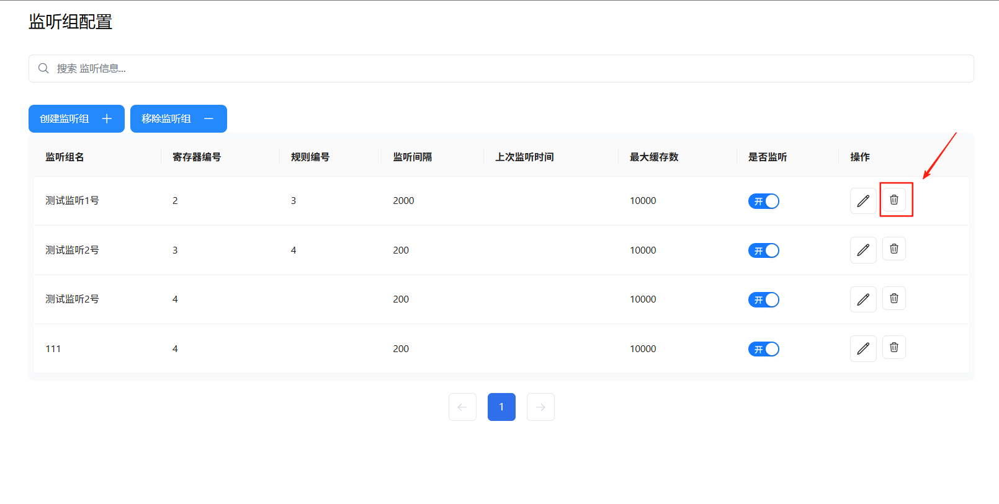 监听组配置
搜索 监听信息...
创建监听组 移除监听组
监听组名 寄存器编号 规则编号 监听间隔 上次监听时间 最大缓存数 是否监听 操作
测试监听1号 2 3 2000 10000 开
测试监听2号 3 4 200 10000 开
测试监听2号 4 200 10000 开
111 4 200 10000 开
1